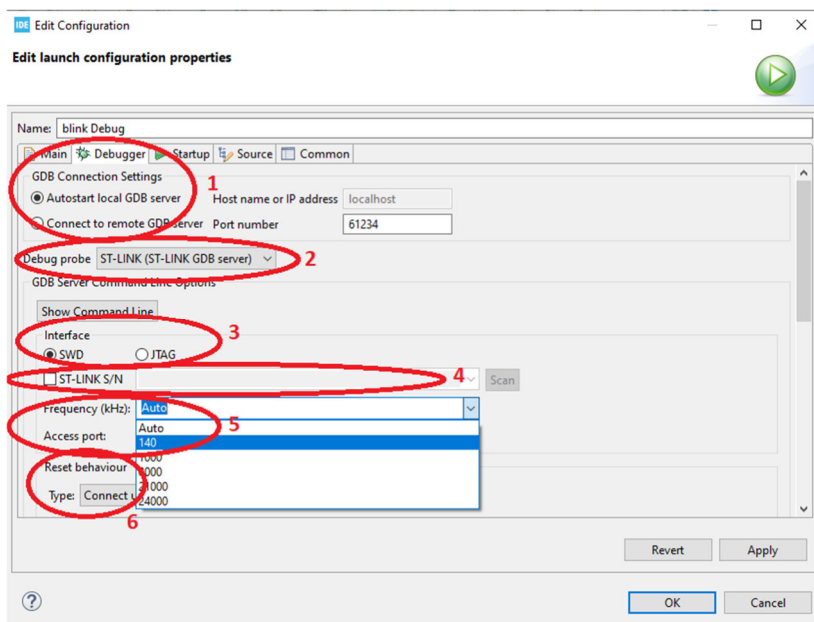 IDE Edit Configuration
Edit launch configuration properties
Name: blink Debug
Main Debugger Startup Source Common
GDB Connection Settings
1
Autostart local GDB server Host name or IP address localhost
Connect to remote GDB server Port number 61234
Debug probe ST-LINK (ST-LINK GDB server) 2
GDB Server Command Line Options
Show Command Line
Interface 3
SWD JTAG
ST-LINK S/N 4 Scan
Frequency (kHz): Auto
Auto 5
Access port: 140
1000
Reset behaviour
Type: Connect u
24000
6
Revert Apply
? OK Cancel